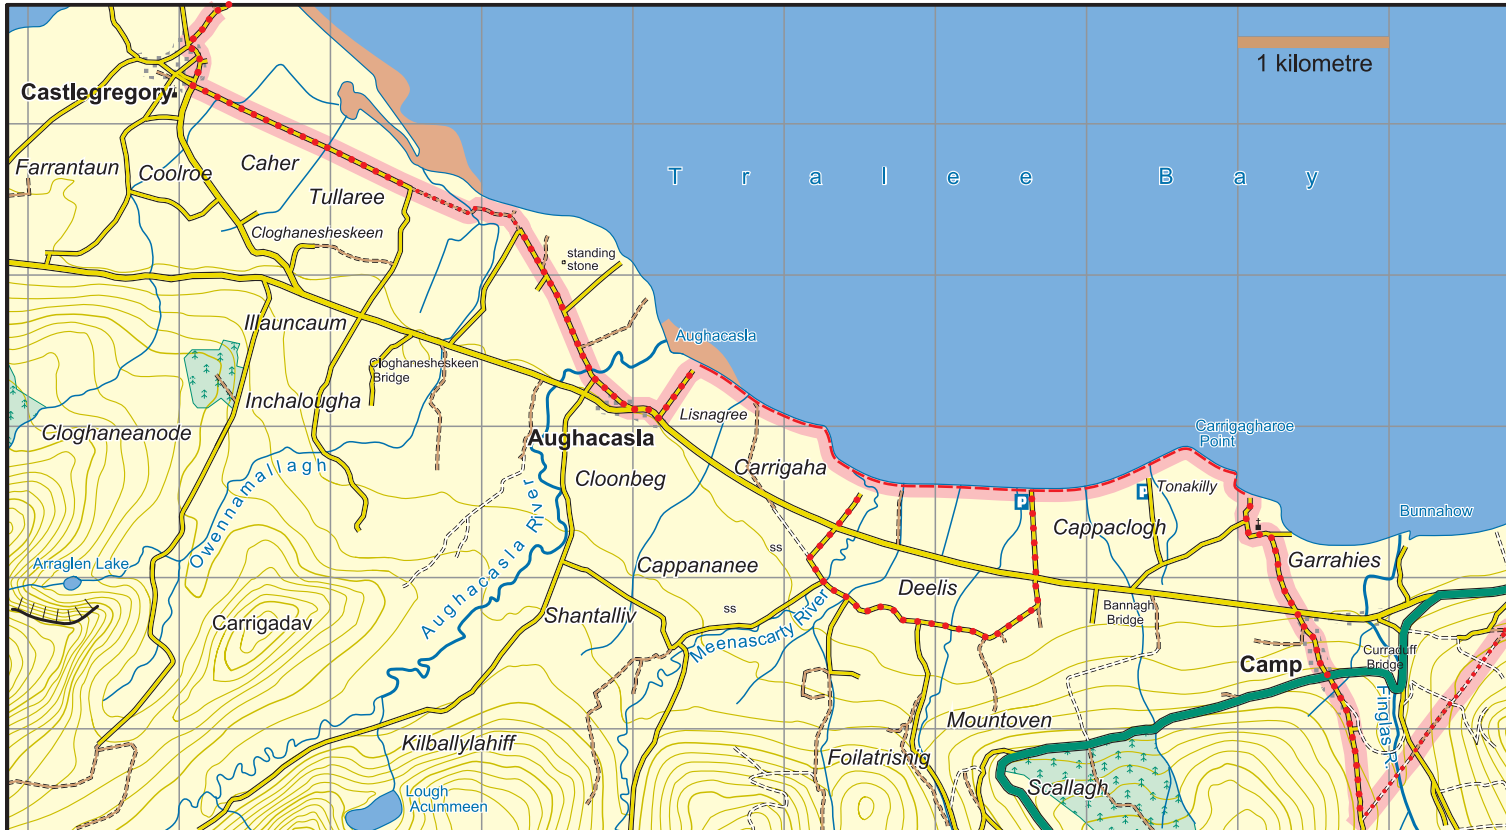 1 kilometre
Castlegregory
Farrantaun
Coolroe
Caher
Tullaree
Cloghanesheskeen
T r a l e e B a y
standing
stone
Illauncaum
Aughacasla
Cloghanesheskeen
Bridge
Inchalougha
Lisnagree
Cloghaneanode
Aughacasla
Carrigagharoe
Point
Carrigaha
Cloonbeg
Owennamallagh
Tonakilly
Bunnahow
Cappaclogh
ss
Garrahies
Arraglen Lake
Aughacasla River
Cappananee
Deelis
ss
Shantalliv
Bannagh
Bridge
Carrigadav
Meenascarty River
Camp
Curraduff
Bridge
Finglas R.
Mountoven
Kilballylahiff
Foilatrisnig
Scallagh
Lough
Acummeen